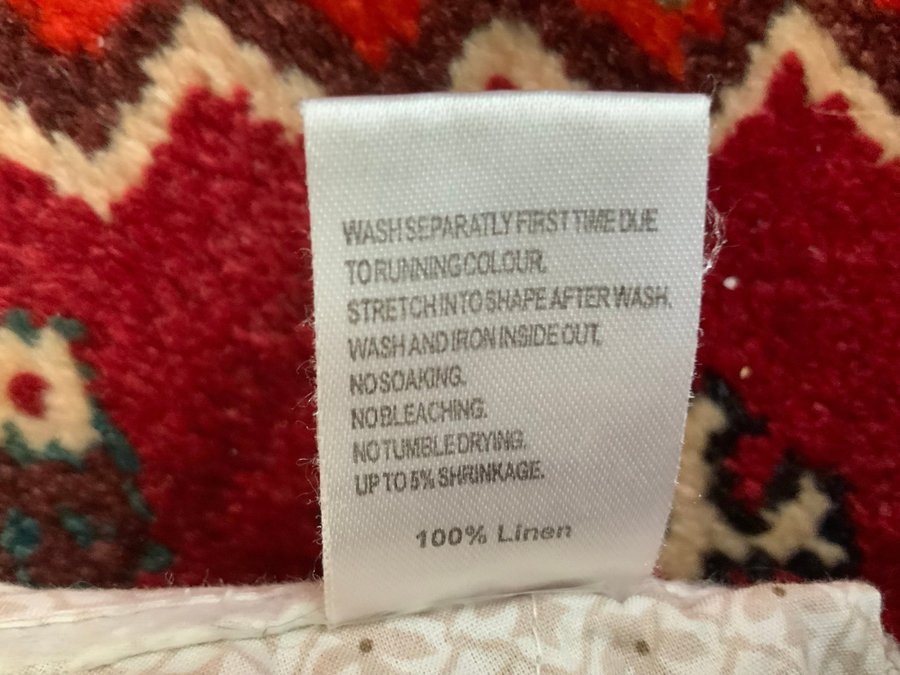 WASH SEPARATLY FIRST TIME DUE
TO RUNNING COLOUR.
STRETCH INTO SHAPE AFTER WASH.
WASH AND IRON INSIDE OUT.
NO SOAKING.
NO BLEACHING.
NO TUMBLE DRYING.
UP TO 5% SHRINKAGE.
100% Linen